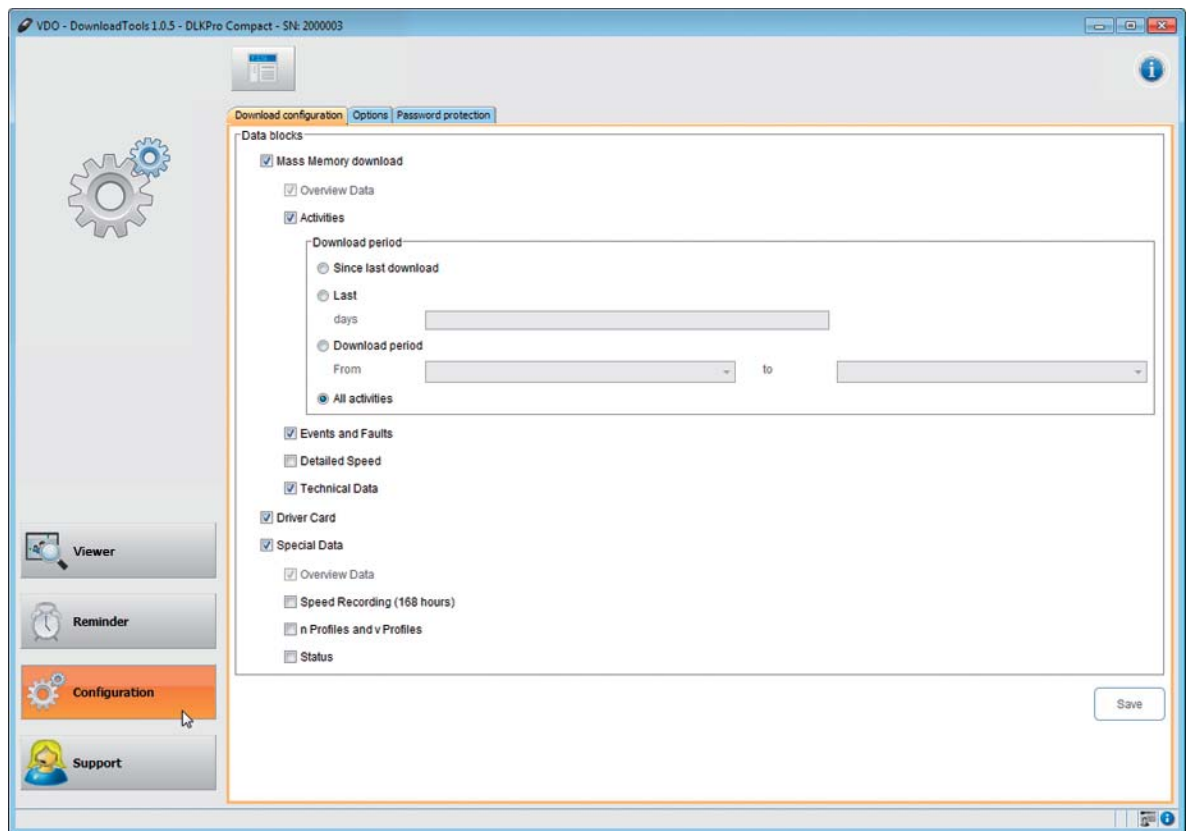 VDO - DownloadTools 1.0.5 - DLKPro Compact - SN: 2000003
Download configuration Options Password protection
Data blocks
Mass Memory download
Overview Data
Activities
Download period
Since last download
Last
days
Download period
From to
All activities
Events and Faults
Detailed Speed
Technical Data
Driver Card
Special Data
Overview Data
Speed Recording (168 hours)
n Profiles and v Profiles
Status
Save
Viewer
Reminder
Configuration
Support